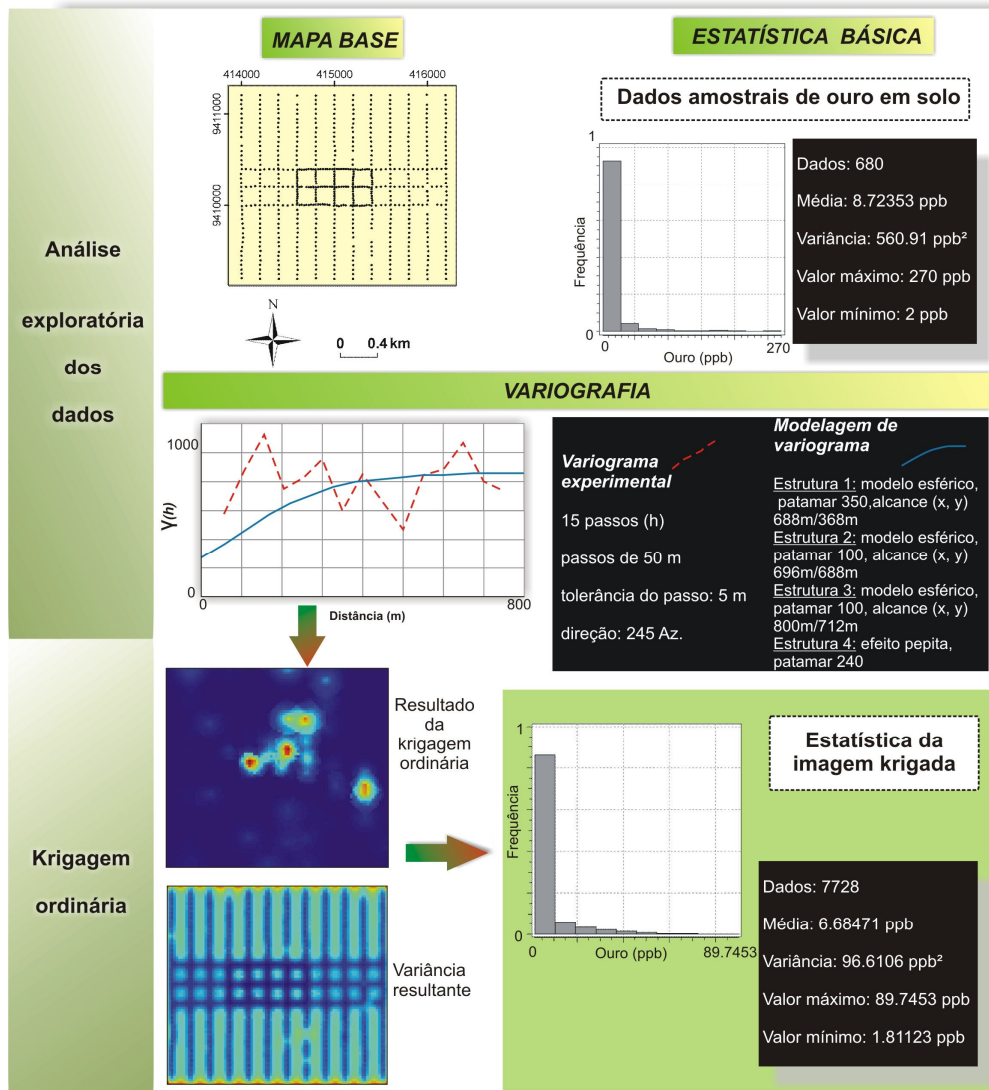 MAPA BASE
ESTATÍSTICA BÁSICA
Análise
exploratória
dos
dados
414000
415000
416000
9411000
9410000
N
0 0.4 km
Dados amostrais de ouro em solo
1
Frequência
0
0
270
Ouro (ppb)
Dados: 680
Média: 8.72353 ppb
Variância: 560.91 ppb²
Valor máximo: 270 ppb
Valor mínimo: 2 ppb
VARIOGRAFIA
1000
γ(h)
0
0
800
Distância (m)
Variograma
experimental
15 passos (h)
passos de 50 m
tolerância do passo: 5 m
direção: 245 Az.
Modelagem de
variograma
Estrutura 1: modelo esférico,
patamar 350,alcance (x, y)
688m/368m
Estrutura 2: modelo esférico,
patamar 100, alcance (x, y)
696m/688m
Estrutura 3: modelo esférico,
patamar 100, alcance (x, y)
800m/712m
Estrutura 4: efeito pepita,
patamar 240
Krigagem
ordinária
Resultado
da
krigagem
ordinária
Variância
resultante
1
Frequência
0
0
Ouro (ppb)
89.7453
Estatística da
imagem krigada
Dados: 7728
Média: 6.68471 ppb
Variância: 96.6106 ppb²
Valor máximo: 89.7453 ppb
Valor mínimo: 1.81123 ppb